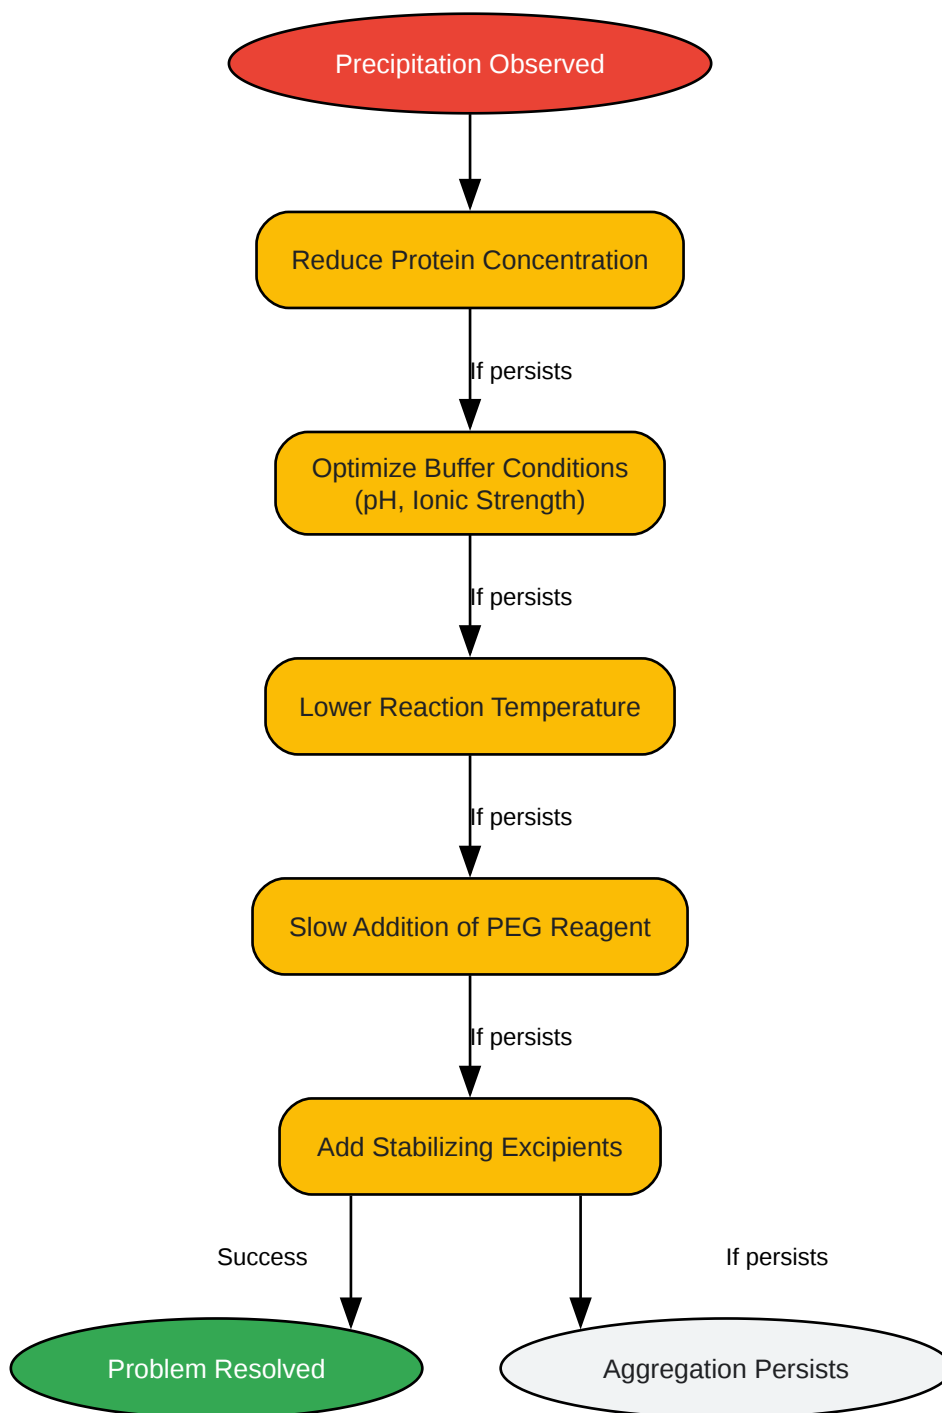 Precipitation Observed
Reduce Protein Concentration
If persists
Optimize Buffer Conditions
(pH, Ionic Strength)
If persists
Lower Reaction Temperature
If persists
Slow Addition of PEG Reagent
If persists
Add Stabilizing Excipients
Success
If persists
Problem Resolved
Aggregation Persists